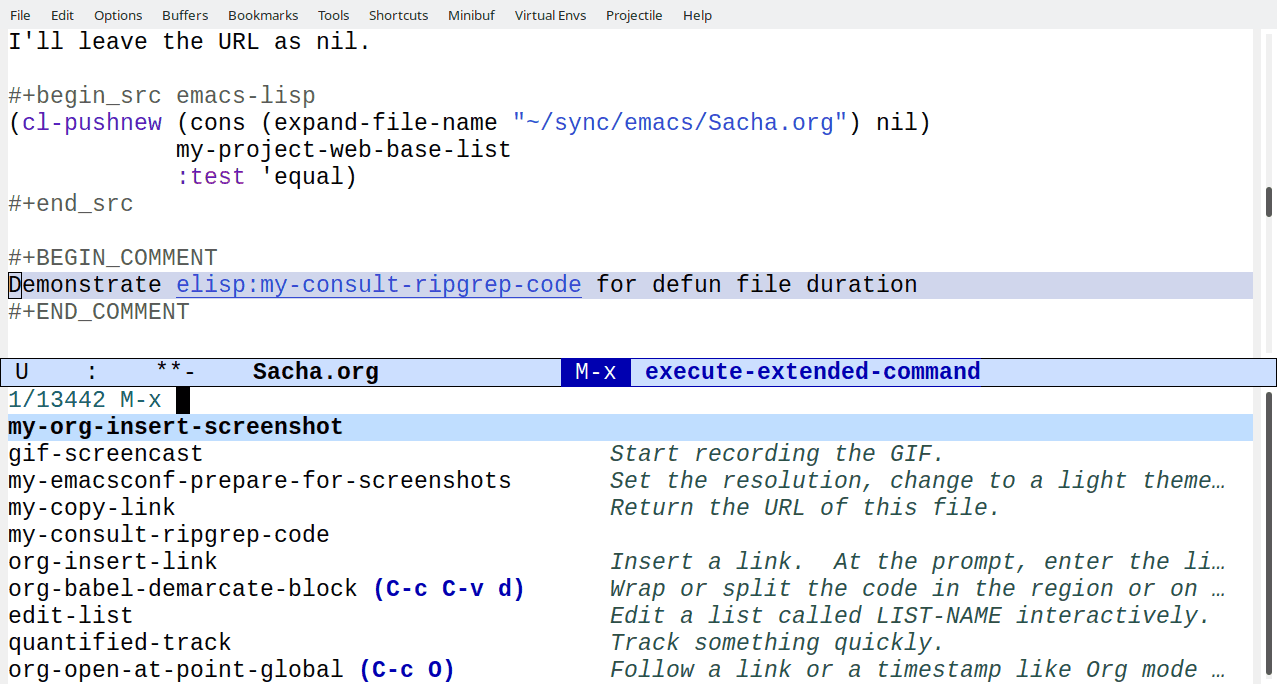 File Edit Options Buffers Bookmarks Tools Shortcuts Minibuf Virtual Envs Projectile Help
I'll leave the URL as nil.
#+begin_src emacs-lisp
(cl-pushnew (cons (expand-file-name "~/sync/emacs/Sacha.org") nil)
            my-project-web-base-list
            :test 'equal)
#+end_src
#+BEGIN_COMMENT
Demonstrate elisp:my-consult-ripgrep-code for defun file duration
#+END_COMMENT
U    :    **-    Sacha.org    M-x execute-extended-command
1/13442 M-x
my-org-insert-screenshot
gif-screencast Start recording the GIF.
my-emacsconf-prepare-for-screenshots Set the resolution, change to a light theme…
my-copy-link Return the URL of this file.
my-consult-ripgrep-code
org-insert-link Insert a link.  At the prompt, enter the li…
org-babel-demarcate-block (C-c C-v d) Wrap or split the code in the region or on …
edit-list Edit a list called LIST-NAME interactively.
quantified-track Track something quickly.
org-open-at-point-global (C-c O) Follow a link or a timestamp like Org mode …